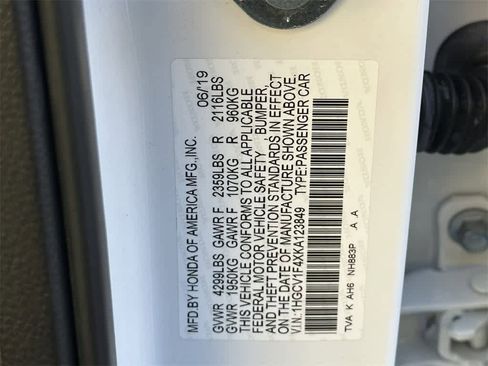 MFD BY HONDA OF AMERICA MFG.,INC. 06/19
GVWR 4299LBS GAWR F 2399LBS R 2116LBS
GVWR 1950KG GAWR F 1070KG R 960KG
THIS VEHICLE CONFORMS TO ALL APPLICABLE
FEDERAL MOTOR VEHICLE SAFETY, BUMPER,
AND THEFT PREVENTION STANDARDS IN EFFECT
ON THE DATE OF MANUFACTURE SHOWN ABOVE.
V.I.N.:1HGCV1F4XKA123849 TYPE:PASSENGER CAR
TVA K AH6 NH883P A A